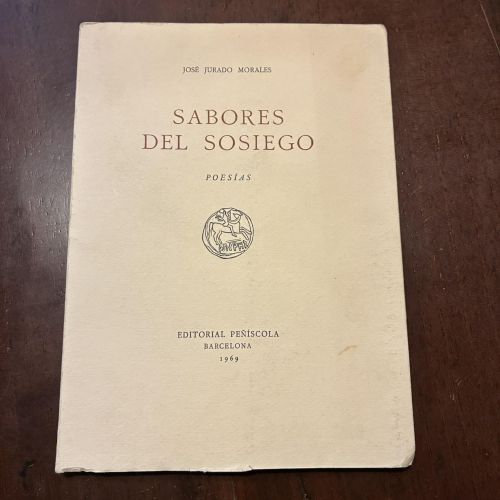 JOSÉ JURADO MORALES
SABORES
DEL SOSIEGO
POESÍAS
EDITORIAL PEÑÍSCOLA
BARCELONA
1969